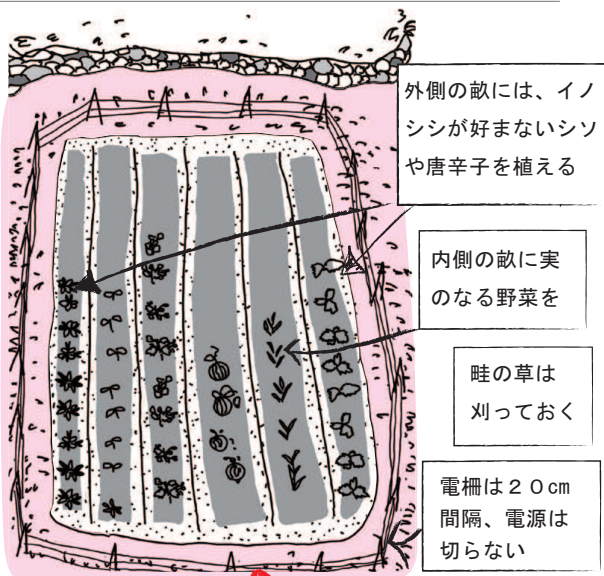 外側の畝には、イノ
シシが好まないシソ
や唐辛子を植える
内側の畝に実
のなる野菜を
畦の草は
刈っておく
電柵は２０㎝
間隔、電源は
切らない